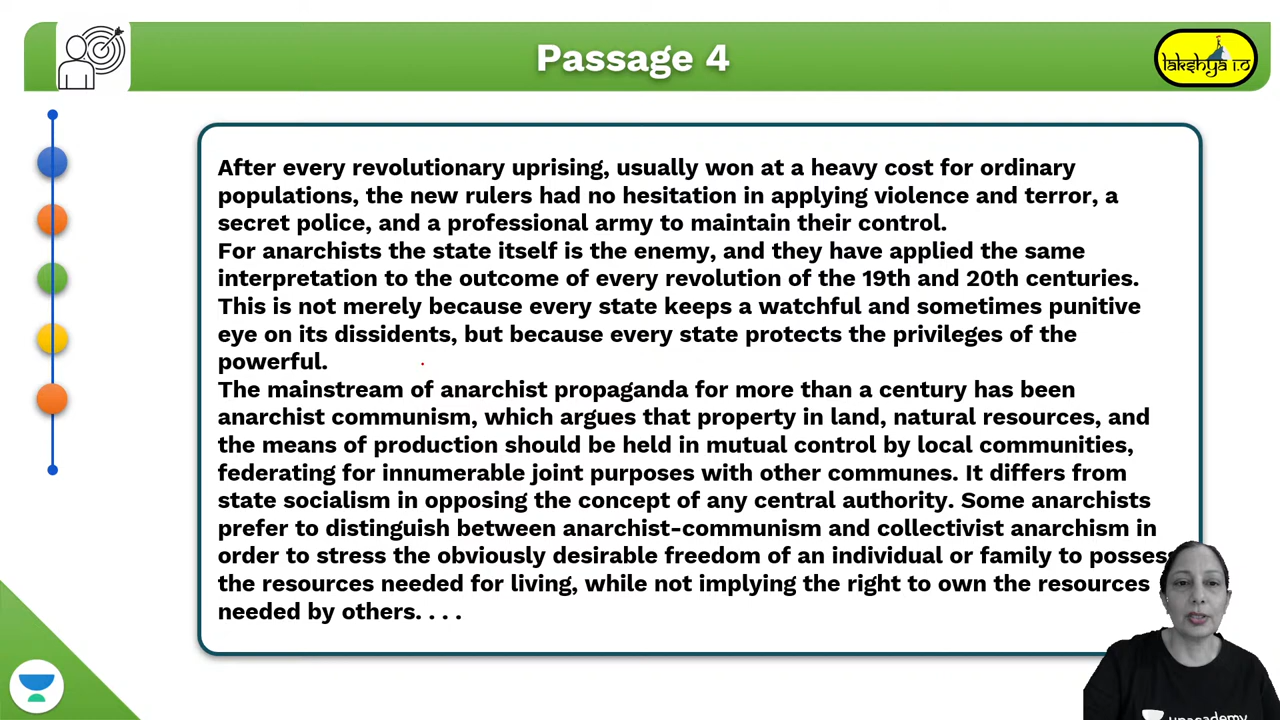 Passage 4
lakshya 1.0
After every revolutionary uprising, usually won at a heavy cost for ordinary
populations, the new rulers had no hesitation in applying violence and terror, a
secret police, and a professional army to maintain their control.
For anarchists the state itself is the enemy, and they have applied the same
interpretation to the outcome of every revolution of the 19th and 20th centuries.
This is not merely because every state keeps a watchful and sometimes punitive
eye on its dissidents, but because every state protects the privileges of the
powerful.
The mainstream of anarchist propaganda for more than a century has been
anarchist communism, which argues that property in land, natural resources, and
the means of production should be held in mutual control by local communities,
federating for innumerable joint purposes with other communes. It differs from
state socialism in opposing the concept of any central authority. Some anarchists
prefer to distinguish between anarchist-communism and collectivist anarchism in
order to stress the obviously desirable freedom of an individual or family to possess
the resources needed for living, while not implying the right to own the resources
needed by others. . . .